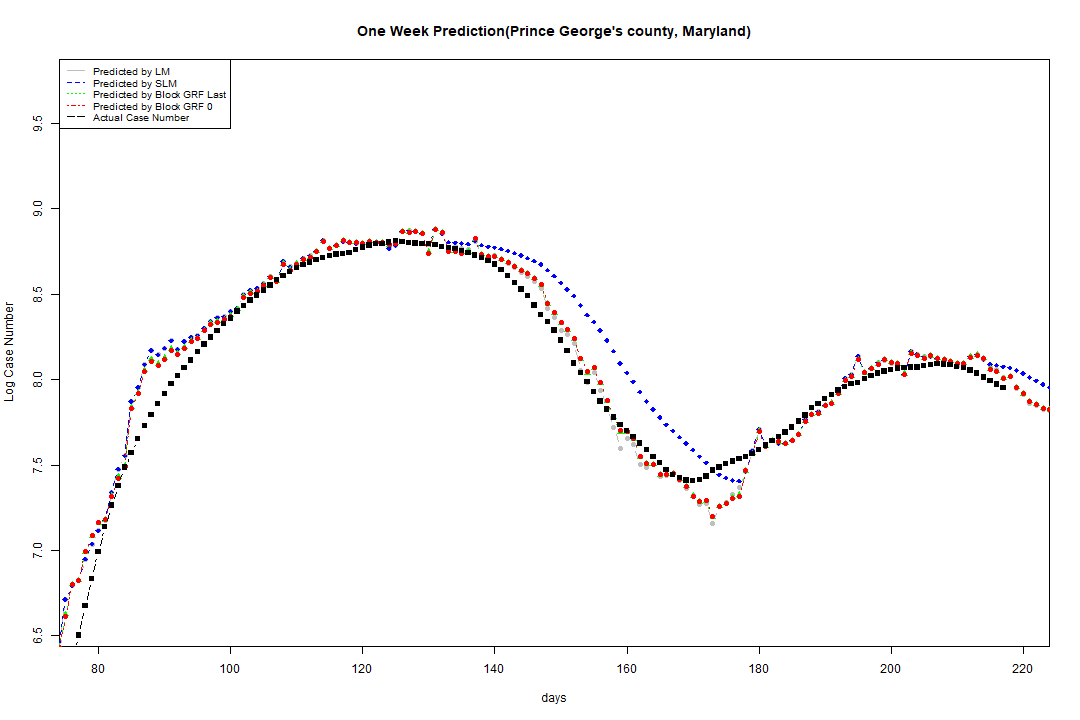 One Week Prediction(Prince George's county, Maryland)
Predicted by LM
Predicted by SLM
Predicted by Block GRF Last
Predicted by Block GRF 0
Actual Case Number
Log Case Number
9.5
9.0
8.5
8.0
7.5
7.0
6.5
80 100 120 140 160 180 200 220
days